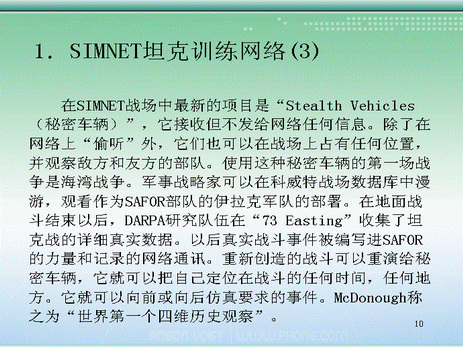 1. SIMNET坦克训练网络(3)
在SIMNET战场中最新的项目是“Stealth Vehicles
（秘密车辆）”，它接收但不发给网络任何信息。除了在
网络上“偷听”外，它们也可以在战场上占有任何位置，
并观察敌方和友方的部队。使用这种秘密车辆的第一场战
争是海湾战争。军事战略家可以在科威特战场数据库中漫
游，观看作为SAFOR部队的伊拉克军队的部署。在地面战
斗结束以后，DARPA研究队伍在“73 Easting”收集了坦
克战的详细真实数据。以后真实战斗事件被编写进SAFOR
的力量和记录的网络通讯。重新创造的战斗可以重演给秘
密车辆，它就可以把自己定位在战斗的任何时间，任何地
方。它就可以向前或向后仿真要求的事件。McDonough称
之为“世界第一个四维历史观察”。
10